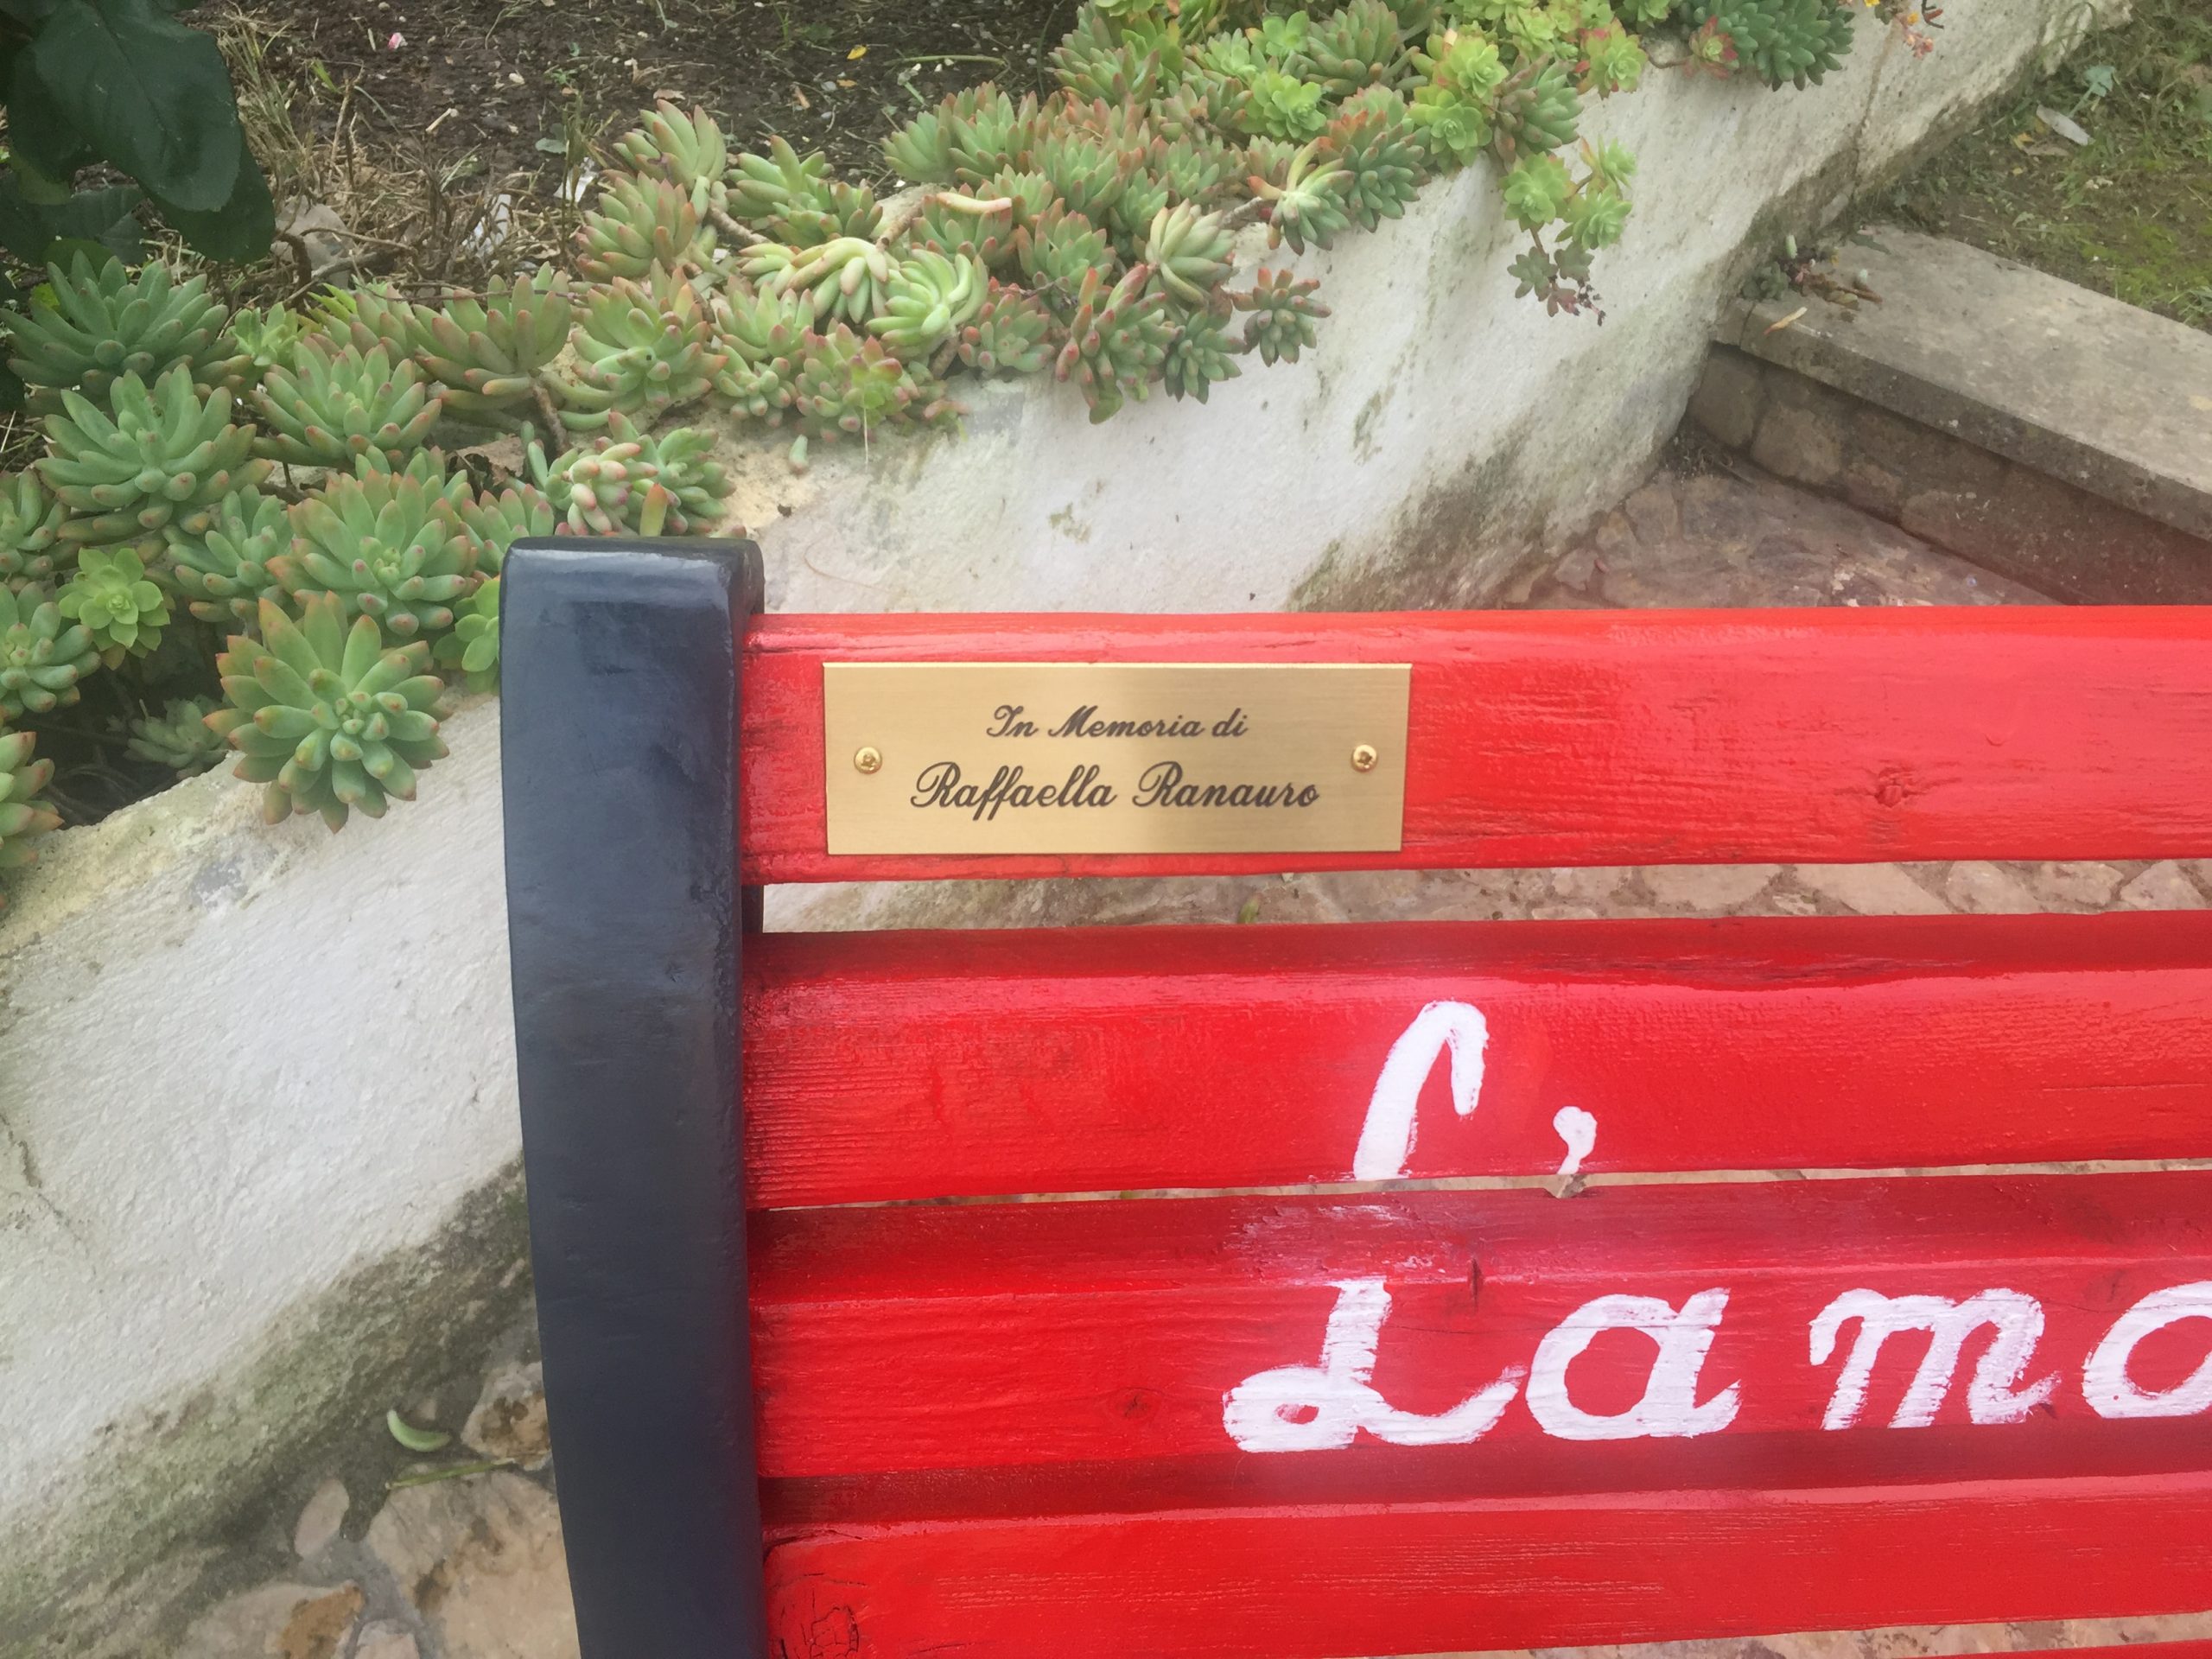 In Memoria di
Raffaella Ranauro
L'amo